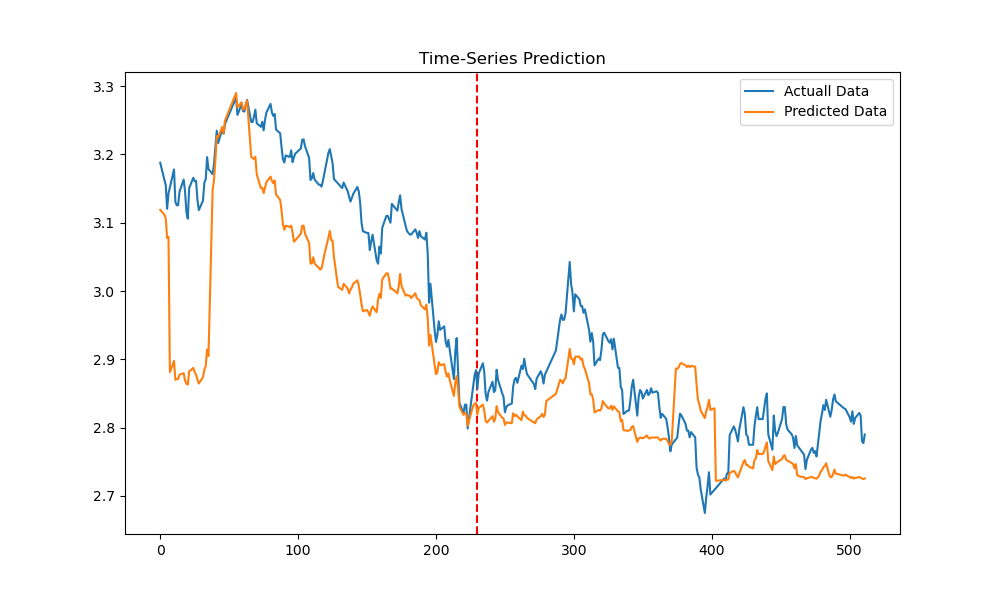 Time-Series Prediction
Actuall Data
Predicted Data
3.3
3.2
3.1
3.0
2.9
2.8
2.7
0 100 200 300 400 500